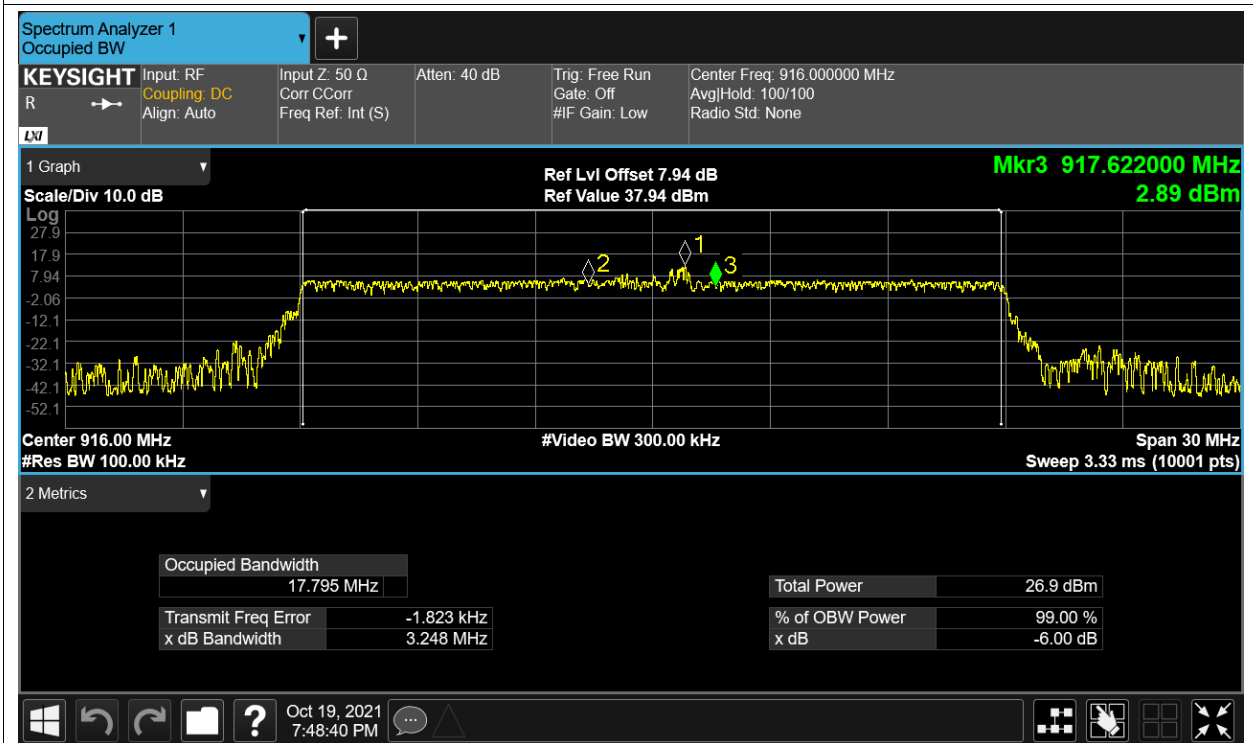 Spectrum Analyzer 1
Occupied BW
KEYSIGHT
R
LXI
Input: RF
Coupling: DC
Align: Auto
Input Z: 50 Ω
Corr CCorr
Freq Ref: Int (S)
Atten: 40 dB
Trig: Free Run
Gate: Off
#IF Gain: Low
Center Freq: 916.000000 MHz
Avg|Hold: 100/100
Radio Std: None
1 Graph
Scale/Div 10.0 dB
Ref Lvl Offset 7.94 dB
Ref Value 37.94 dBm
Mkr3 917.622000 MHz
2.89 dBm
Log
27.9
17.9
7.94
-2.06
-12.1
-22.1
-32.1
-42.1
-52.1
1
2
3
Center 916.00 MHz
#Res BW 100.00 kHz
#Video BW 300.00 kHz
Span 30 MHz
Sweep 3.33 ms (10001 pts)
2 Metrics
Occupied Bandwidth
17.795 MHz
Transmit Freq Error -1.823 kHz
x dB Bandwidth 3.248 MHz
Total Power 26.9 dBm
% of OBW Power 99.00 %
x dB -6.00 dB
?
Oct 19, 2021
7:48:40 PM